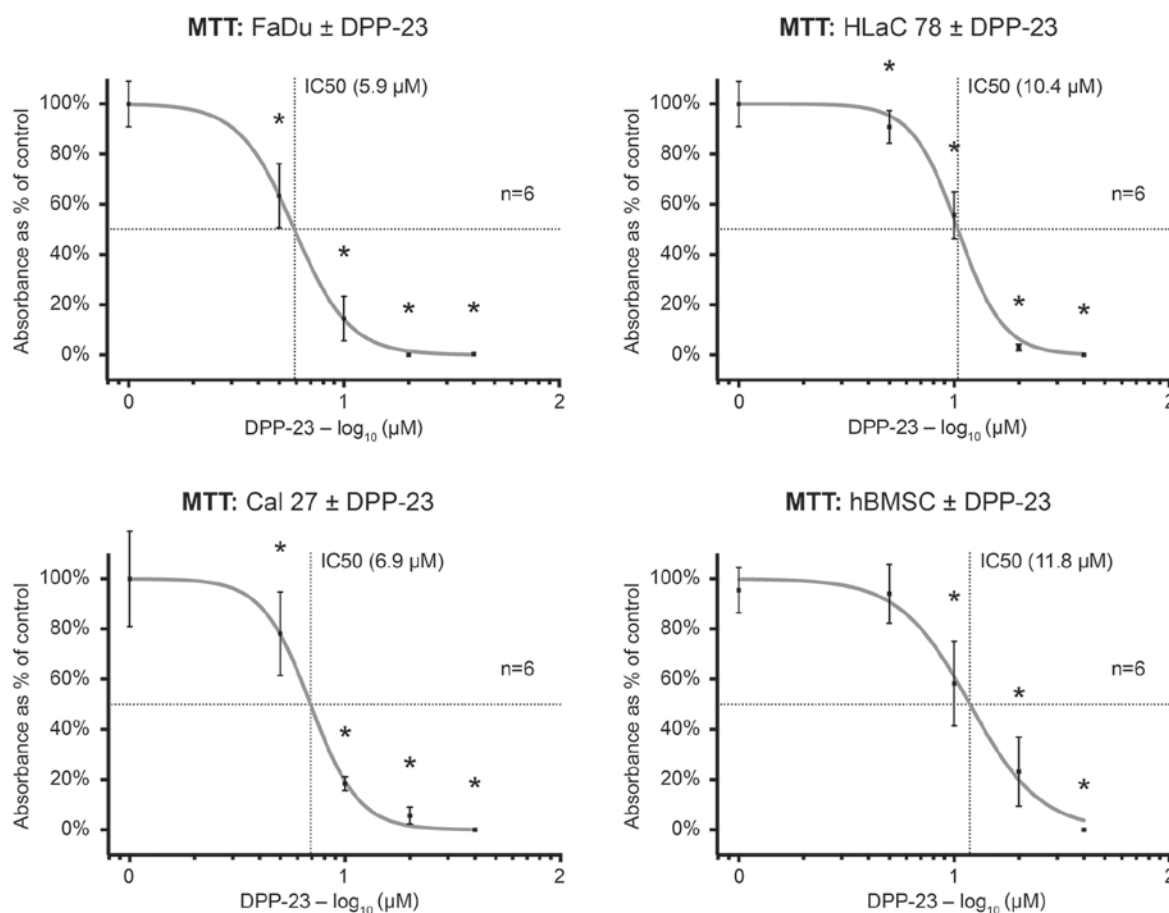 MTT: FaDu ± DPP-23
IC50 (5.9 µM)
*
*
*
*
n=6
100%
80%
60%
40%
20%
0%
Absorbance as % of control
0
1
2
DPP-23 – log10 (µM)
MTT: HLaC 78 ± DPP-23
IC50 (10.4 µM)
*
*
*
*
n=6
100%
80%
60%
40%
20%
0%
Absorbance as % of control
0
1
2
DPP-23 – log10 (µM)
MTT: Cal 27 ± DPP-23
IC50 (6.9 µM)
*
*
*
*
n=6
100%
80%
60%
40%
20%
0%
Absorbance as % of control
0
1
2
DPP-23 – log10 (µM)
MTT: hBMSC ± DPP-23
IC50 (11.8 µM)
*
*
*
n=6
100%
80%
60%
40%
20%
0%
Absorbance as % of control
0
1
2
DPP-23 – log10 (µM)